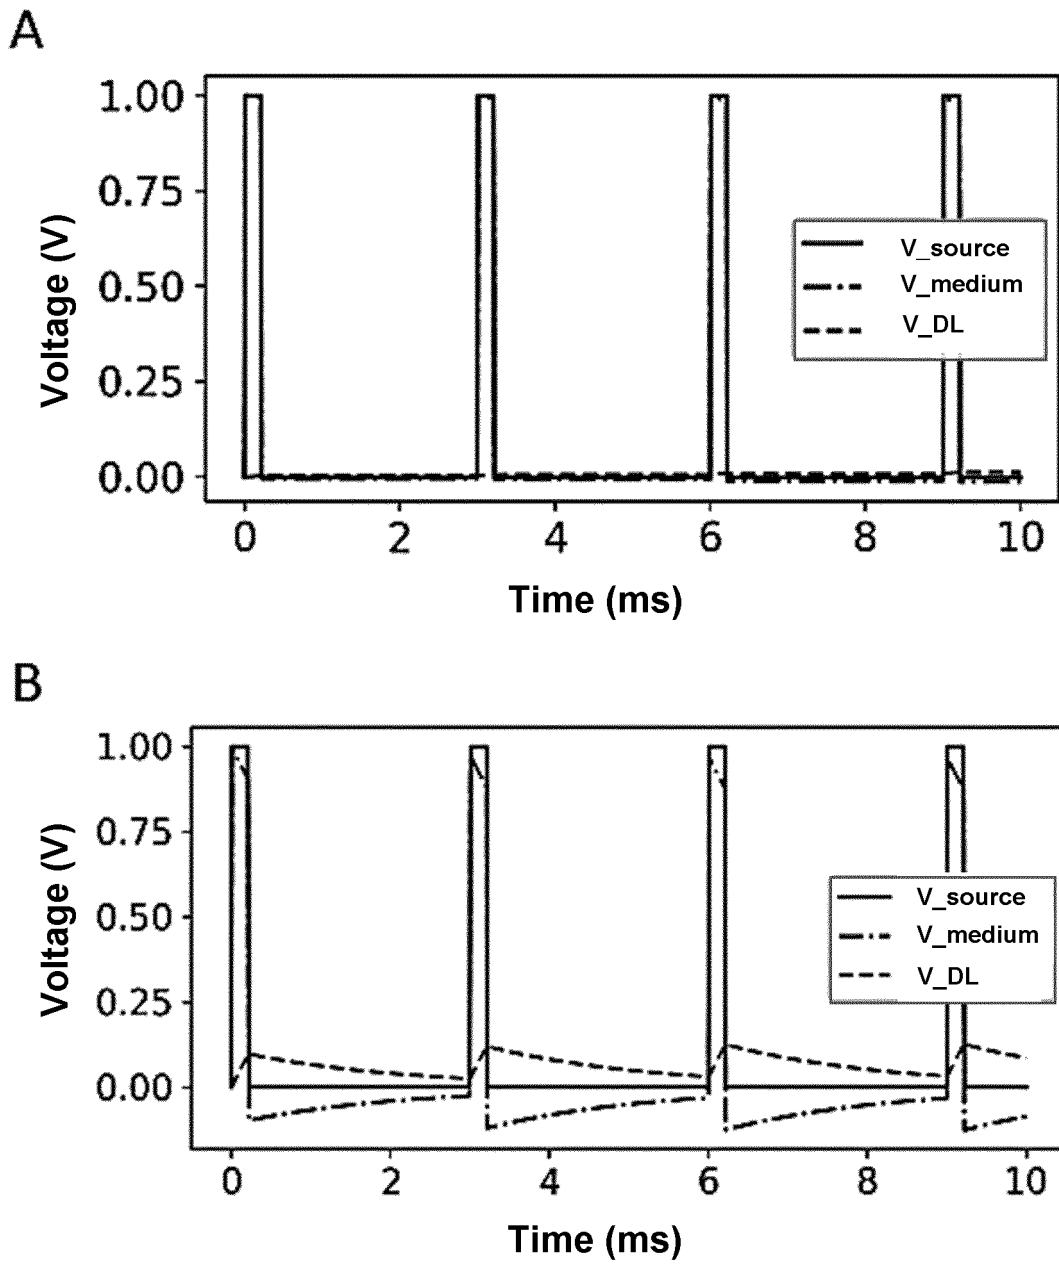 A
1.00
0.75
0.50
0.25
0.00
Voltage (V)
V_source
V_medium
V_DL
0 2 4 6 8 10
Time (ms)
B
1.00
0.75
0.50
0.25
0.00
Voltage (V)
V_source
V_medium
V_DL
0 2 4 6 8 10
Time (ms)